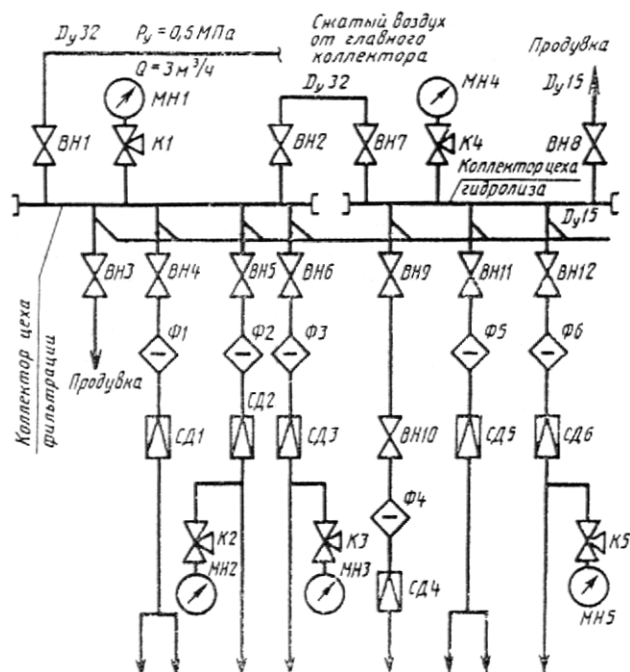 Dу32 Pу = 0,5 МПа
Q = 3 м³/ч
Сжатый воздух
от главного
коллектора
Dу 32
Продувка
Dу15
МН1
МН4
ВН1
К1
ВН2
ВН7
К4
ВН8
Коллектор цеха
гидролиза
Dу15
ВН3
ВН4
ВН5
ВН6
ВН9
ВН11
ВН12
Коллектор цеха
фильтрации
Продувка
Ф1
Ф2
Ф3
Ф5
Ф6
СД1
СД2
СД3
ВН10
СД5
СД6
Ф4
К2
К3
К5
МН2
МН3
СД4
МН5